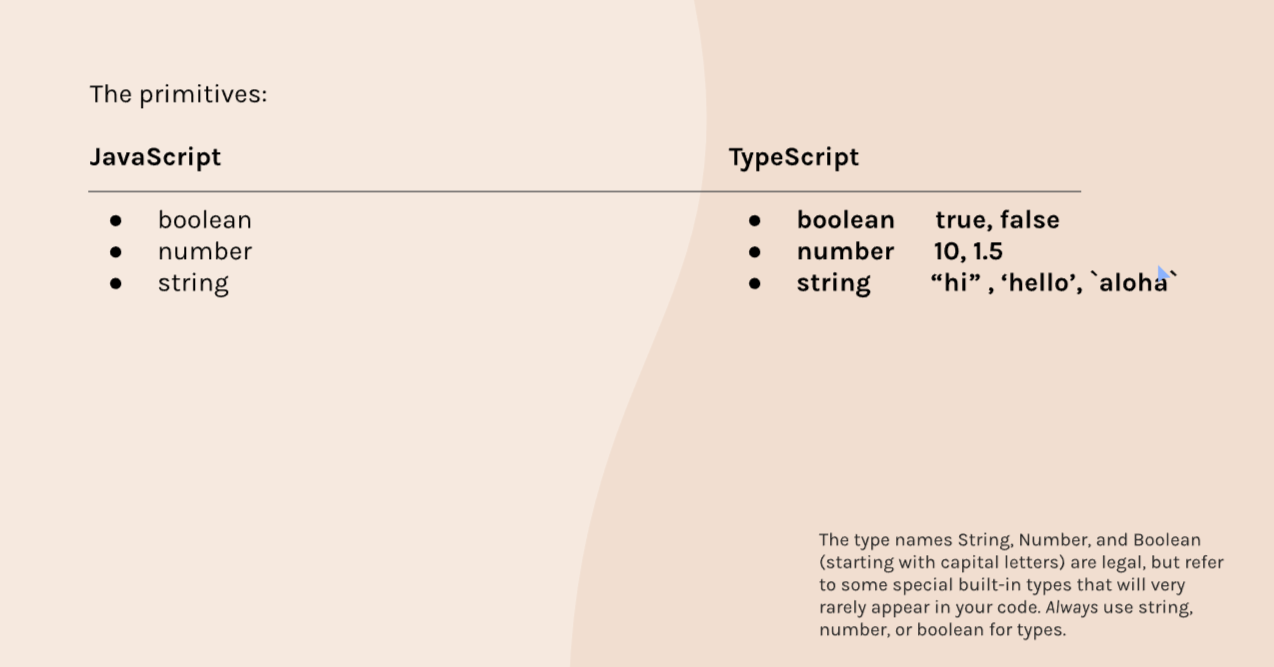 The primitives:
JavaScript TypeScript
● boolean ● boolean true, false
● number ● number 10, 1.5
● string ● string “hi” , ‘hello’, `aloha`
The type names String, Number, and Boolean
(starting with capital letters) are legal, but refer
to some special built-in types that will very
rarely appear in your code. Always use string,
number, or boolean for types.